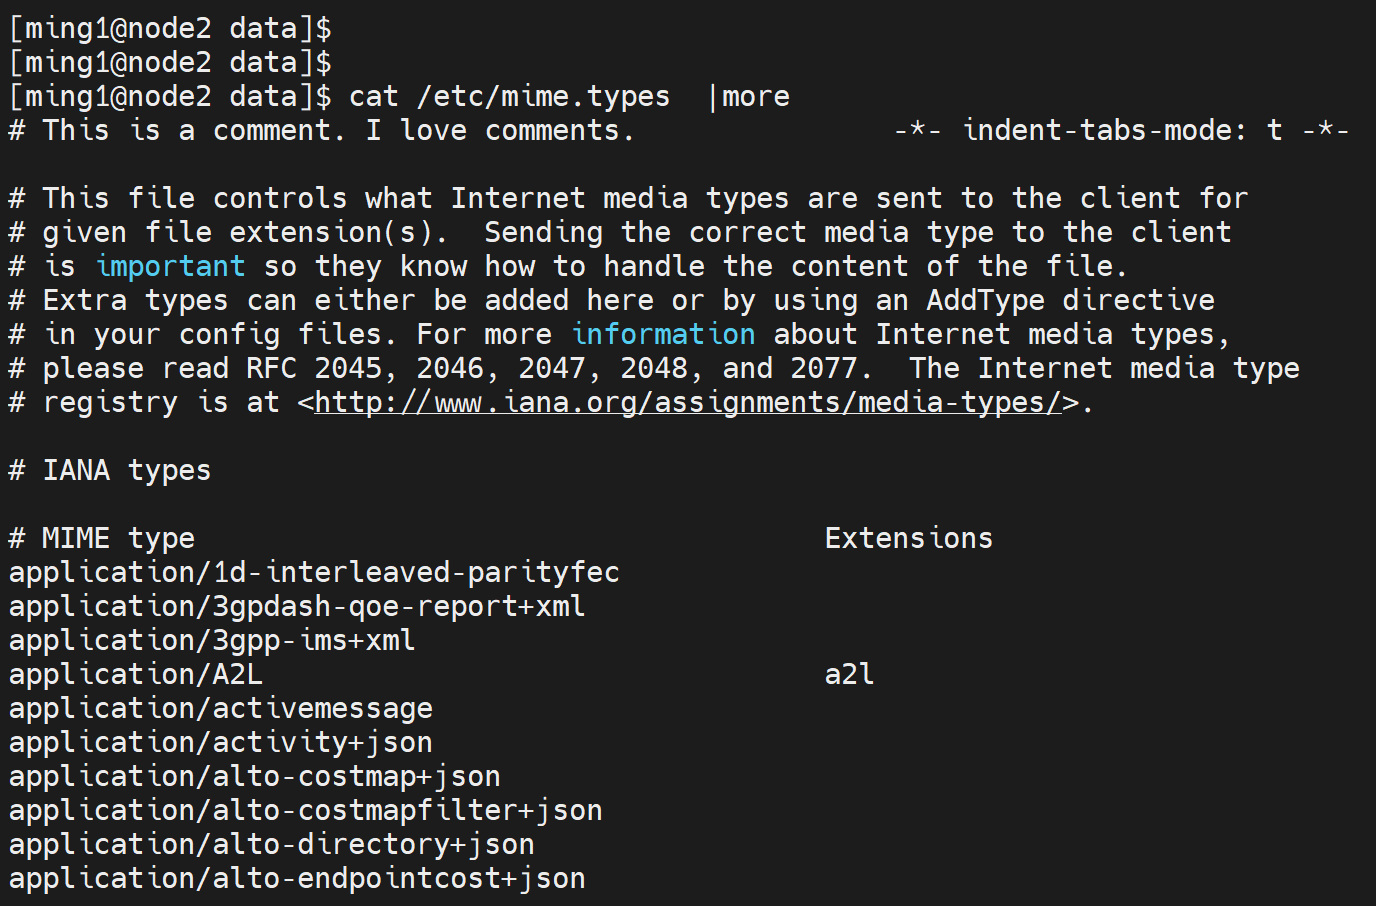 [ming1@node2 data]$
[ming1@node2 data]$
[ming1@node2 data]$ cat /etc/mime.types  |more
# This is a comment. I love comments.               -*- indent-tabs-mode: t -*-
# This file controls what Internet media types are sent to the client for
# given file extension(s).  Sending the correct media type to the client
# is important so they know how to handle the content of the file.
# Extra types can either be added here or by using an AddType directive
# in your config files. For more information about Internet media types,
# please read RFC 2045, 2046, 2047, 2048, and 2077.  The Internet media type
# registry is at <http://www.iana.org/assignments/media-types/>.
# IANA types
# MIME type                                     Extensions
application/1d-interleaved-parityfec
application/3gpdash-qoe-report+xml
application/3gpp-ims+xml
application/A2L                                 a2l
application/activemessage
application/activity+json
application/alto-costmap+json
application/alto-costmapfilter+json
application/alto-directory+json
application/alto-endpointcost+json